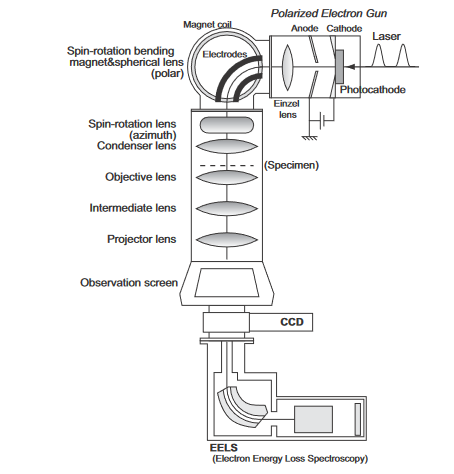 Polarized Electron Gun
Magnet coil
Anode
Cathode
Laser
Spin-rotation bending
magnet&spherical lens
(polar)
Electrodes
Photocathode
Einzel
lens
Spin-rotation lens
(azimuth)
Condenser lens
(Specimen)
Objective lens
Intermediate lens
Projector lens
Observation screen
CCD
EELS
(Electron Energy Loss Spectroscopy)